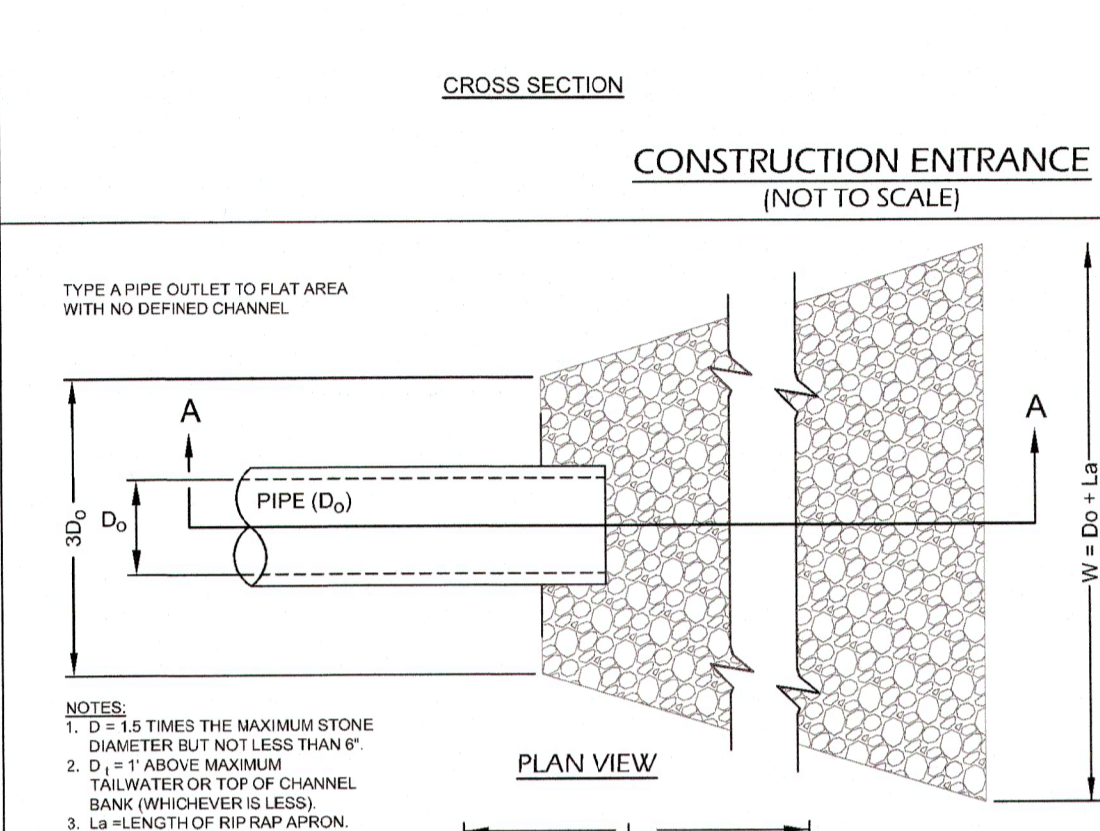 CROSS SECTION
CONSTRUCTION ENTRANCE
(NOT TO SCALE)
TYPE A PIPE OUTLET TO FLAT AREA
WITH NO DEFINED CHANNEL
A
A
3Do
Do
PIPE (Do)
W = Do + La
NOTES:
1. D = 1.5 TIMES THE MAXIMUM STONE
DIAMETER BUT NOT LESS THAN 6".
2. Dt = 1' ABOVE MAXIMUM
TAILWATER OR TOP OF CHANNEL
BANK (WHICHEVER IS LESS).
3. La =LENGTH OF RIP RAP APRON.
PLAN VIEW